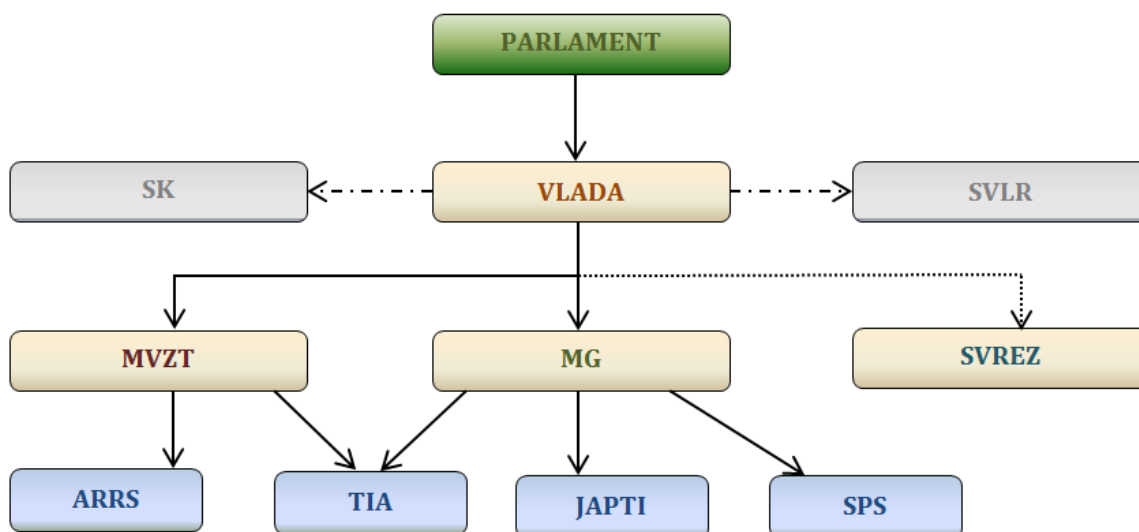 PARLAMENT
SK
VLADA
SVLR
MVZT
MG
SVREZ
ARRS
TIA
JAPTI
SPS